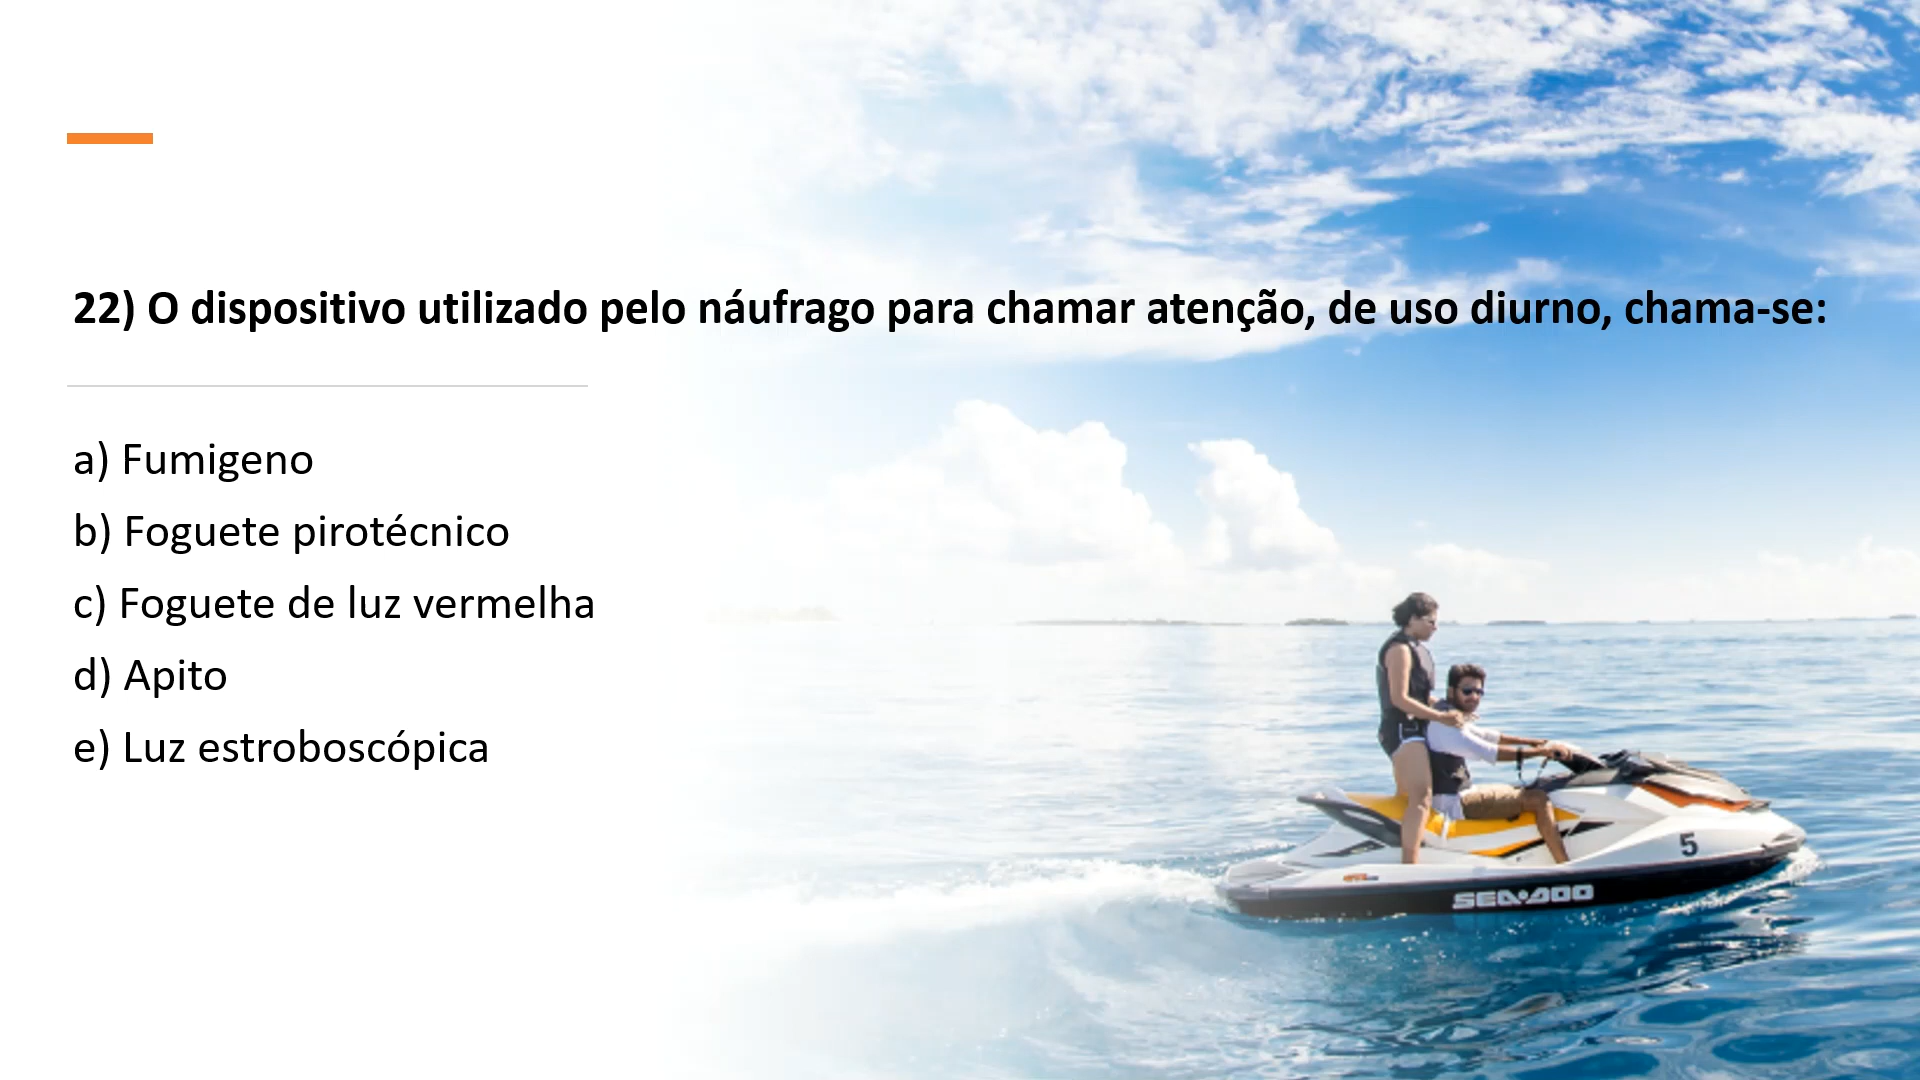 22) O dispositivo utilizado pelo náufrago para chamar atenção, de uso diurno, chama-se:
a) Fumigeno
b) Foguete pirotécnico
c) Foguete de luz vermelha
d) Apito
e) Luz estroboscópica
5
SEA-DOO